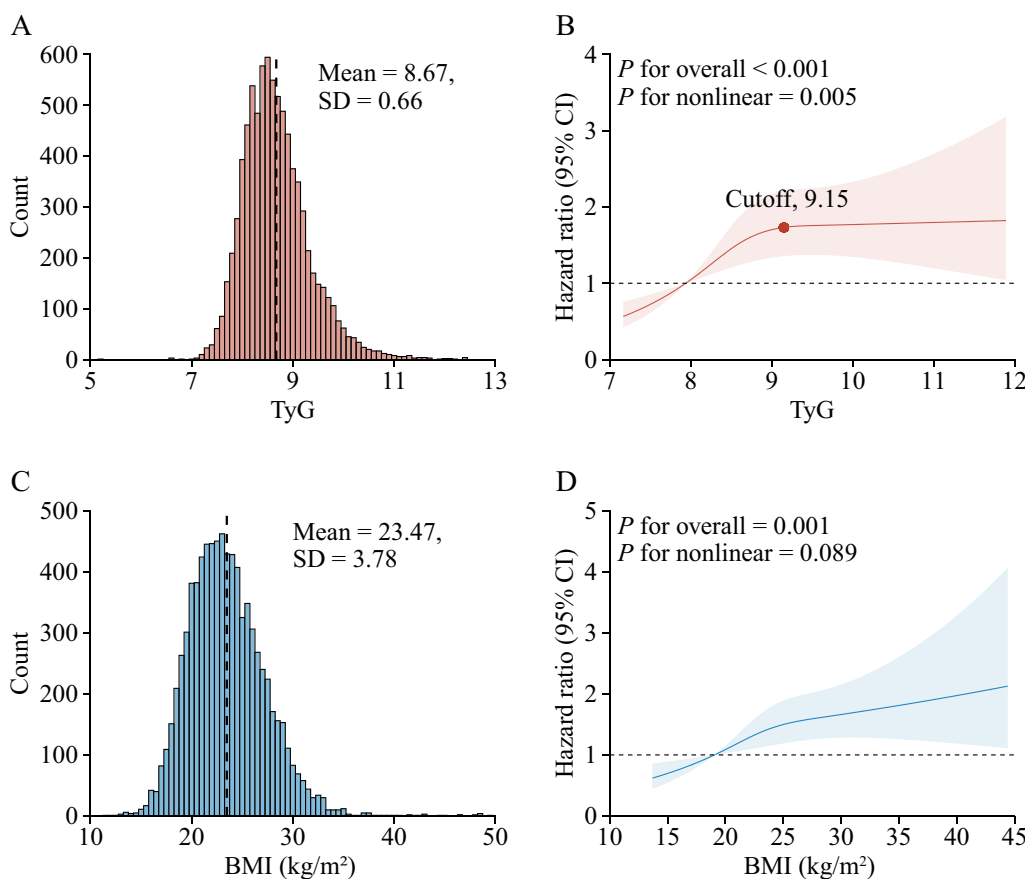 A
600
500
400
300
200
100
0
Count
Mean = 8.67,
SD = 0.66
5
7
9
11
13
TyG
B
4
3
2
1
0
Hazard ratio (95% CI)
P for overall < 0.001
P for nonlinear = 0.005
Cutoff, 9.15
7
8
9
10
11
12
TyG
C
500
400
300
200
100
0
Count
Mean = 23.47,
SD = 3.78
10
20
30
40
50
BMI (kg/m²)
D
5
4
3
2
1
0
Hazard ratio (95% CI)
P for overall = 0.001
P for nonlinear = 0.089
10
15
20
25
30
35
40
45
BMI (kg/m²)